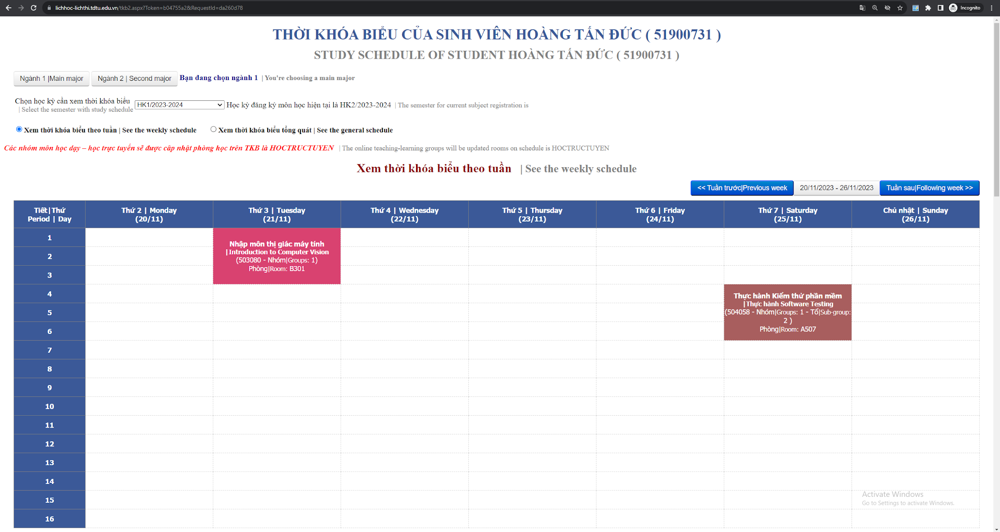 lichhoc-lichthi.tdtu.edu.vn/tkb2.aspx?Token=b04755a2&RequestId=da260d78
Incognito
THỜI KHÓA BIỂU CỦA SINH VIÊN HOÀNG TẤN ĐỨC ( 51900731 )
STUDY SCHEDULE OF STUDENT HOÀNG TẤN ĐỨC ( 51900731 )
Ngành 1 |Main major
Ngành 2 | Second major
Bạn đang chọn ngành 1 | You're choosing a main major
Chọn học kỳ cần xem thời khóa biểu
| Select the semester with study schedule
HK1/2023-2024
Học kỳ đăng ký môn học hiện tại là HK2/2023-2024 | The semester for current subject registration is
Xem thời khóa biểu theo tuần | See the weekly schedule
Xem thời khóa biểu tổng quát | See the general schedule
Các nhóm môn học dạy – học trực tuyến sẽ được câp nhật phòng học trên TKB là HOCTRUCTUYEN | The online teaching-learning groups will be updated rooms on schedule is HOCTRUCTUYEN
Xem thời khóa biểu theo tuần | See the weekly schedule
<< Tuần trước|Previous week
20/11/2023 - 26/11/2023
Tuần sau|Following week >>
Tiết|Thứ
Period | Day
Thứ 2 | Monday
(20/11)
Thứ 3 | Tuesday
(21/11)
Thứ 4 | Wednesday
(22/11)
Thứ 5 | Thursday
(23/11)
Thứ 6 | Friday
(24/11)
Thứ 7 | Saturday
(25/11)
Chủ nhật | Sunday
(26/11)
1
2
3
Nhập môn thị giác máy tính
|Introduction to Computer Vision
(503080 - Nhóm|Groups: 1)
Phòng|Room: B301
4
5
6
Thực hành Kiểm thử phần mềm
|Thực hành Software Testing
(504058 - Nhóm|Groups: 1 - Tổ|Sub-group:
2 )
Phòng|Room: A507
7
8
9
10
11
12
13
14
15
16
Activate Windows
Go to Settings to activate Windows.